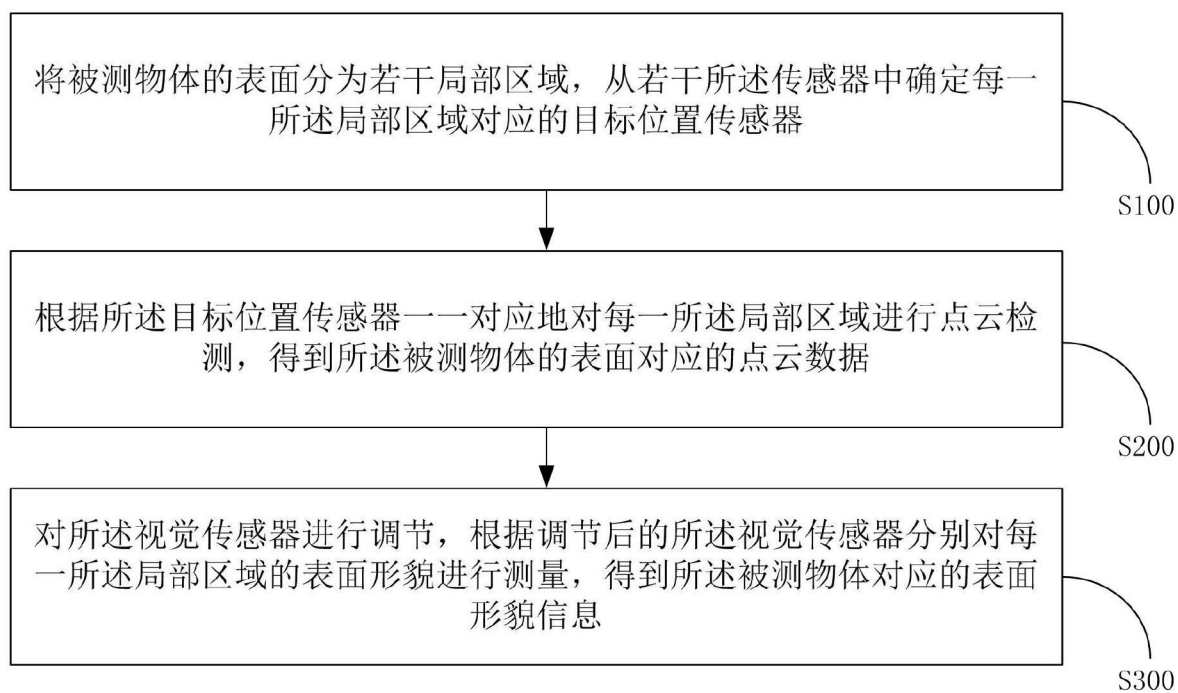 将被测物体的表面分为若干局部区域，从若干所述传感器中确定每一
所述局部区域对应的目标位置传感器
S100
根据所述目标位置传感器一一对应地对每一所述局部区域进行点云检
测，得到所述被测物体的表面对应的点云数据
S200
对所述视觉传感器进行调节，根据调节后的所述视觉传感器分别对每
一所述局部区域的表面形貌进行测量，得到所述被测物体对应的表面
形貌信息
S300